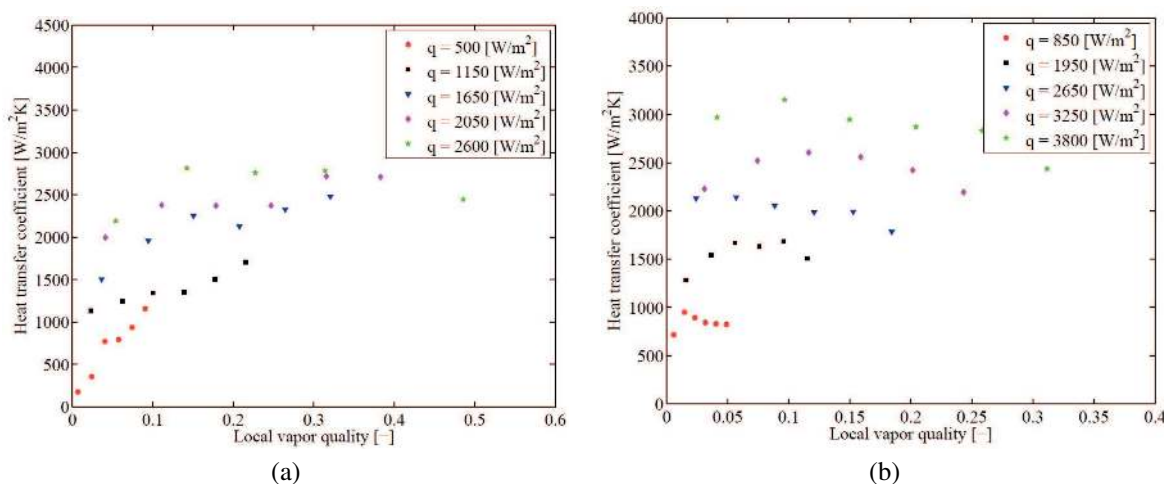 4500
4000
3500
3000
2500
2000
1500
1000
500
0
Heat transfer coefficient [W/m²K]
q = 500 [W/m²]
q = 1150 [W/m²]
q = 1650 [W/m²]
q = 2050 [W/m²]
q = 2600 [W/m²]
0 0.1 0.2 0.3 0.4 0.5 0.6
Local vapor quality [–]
(a)
4000
3500
3000
2500
2000
1500
1000
500
0
Heat transfer coefficient [W/m²K]
q = 850 [W/m²]
q = 1950 [W/m²]
q = 2650 [W/m²]
q = 3250 [W/m²]
q = 3800 [W/m²]
0 0.05 0.1 0.15 0.2 0.25 0.3 0.35 0.4
Local vapor quality [–]
(b)